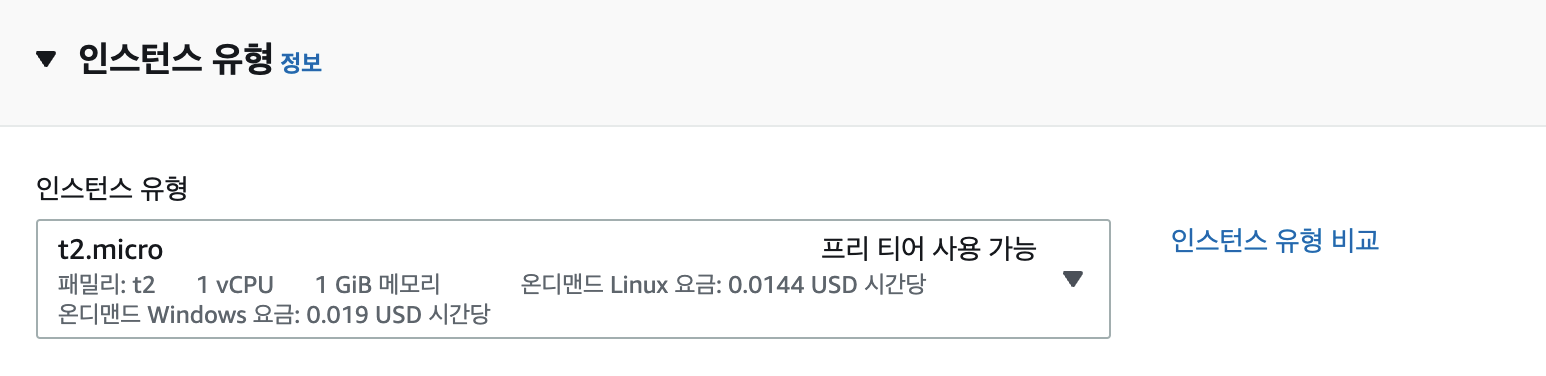 인스턴스 유형 정보
인스턴스 유형
t2.micro 프리 티어 사용 가능
패밀리: t2 1 vCPU 1 GiB 메모리 온디맨드 Linux 요금: 0.0144 USD 시간당
온디맨드 Windows 요금: 0.019 USD 시간당
인스턴스 유형 비교